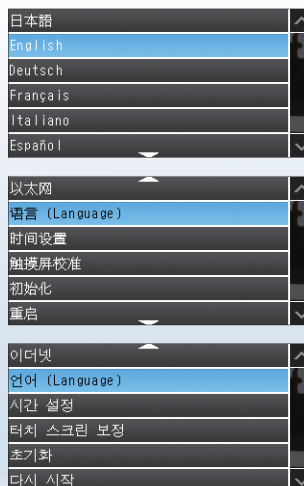 日本語
English
Deutsch
Français
Italiano
Español
以太网
语言 (Language)
时间设置
触摸屏校准
初始化
重启
이더넷
언어 (Language)
시간 설정
터치 스크린 보정
초기화
다시 시작